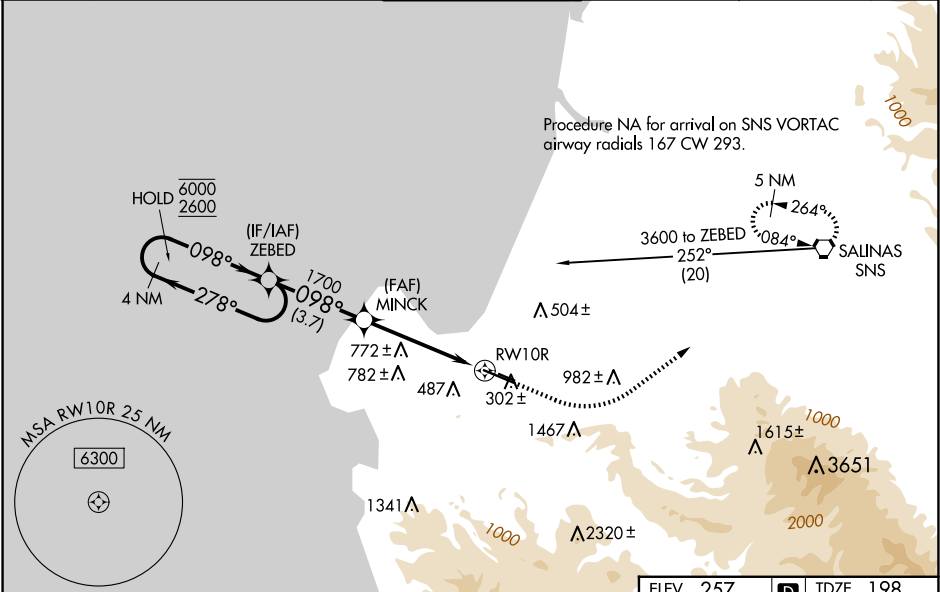 Procedure NA for arrival on SNS VORTAC
airway radials 167 CW 293.
1000
5 NM
264°
084°
SALINAS
SNS
3600 to ZEBED
252°
(20)
HOLD 6000
2600
(IF/IAF)
ZEBED
098°
278°
4 NM
1700
098°
(3.7)
(FAF)
MINCK
504±
772±
782±
487
RW10R
302±
982±
1467
1000
1615±
3651
2000
MSA RW10R 25 NM
6300
1341
1000
2320±
ELEV 257 D TDZE 198